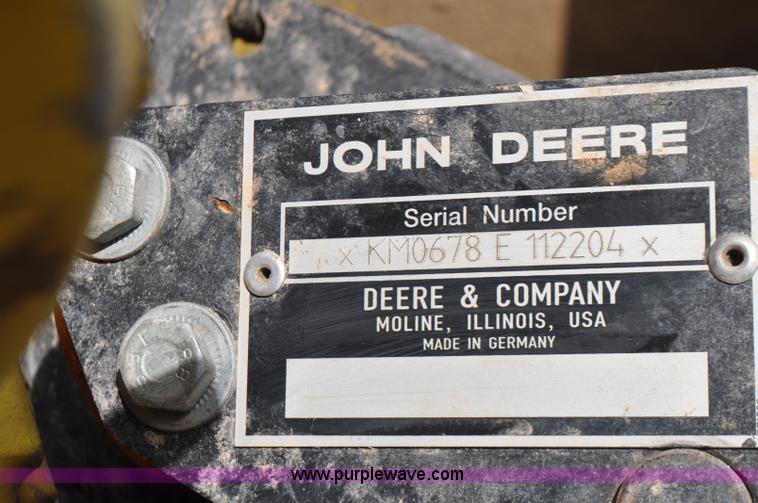 JOHN DEERE
Serial Number
x KM0678 E 112204 x
DEERE & COMPANY
MOLINE, ILLINOIS, USA
MADE IN GERMANY
www.purplewave.com